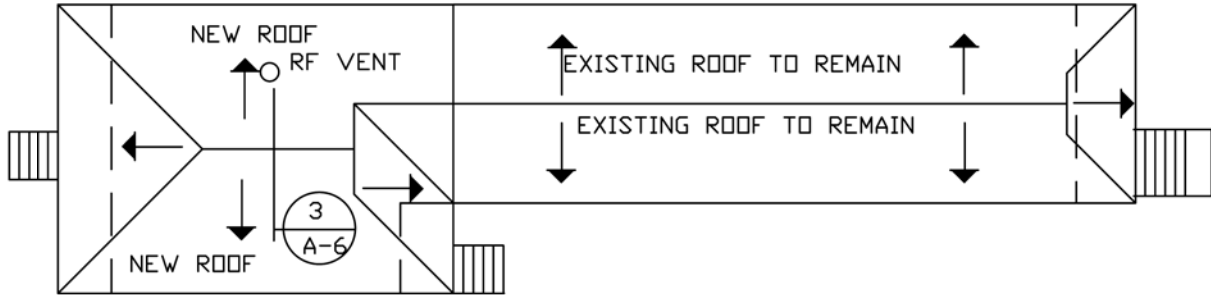 NEW ROOF
RF VENT
EXISTING ROOF TO REMAIN
EXISTING ROOF TO REMAIN
3
A-6
NEW ROOF